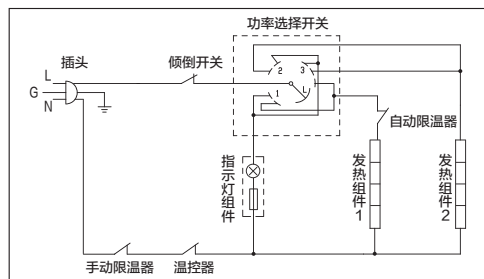 功率选择开关
插头
倾倒开关
L
G
N
2
3
1
L
自动限温器
指示灯组件
发热组件1
发热组件2
手动限温器
温控器